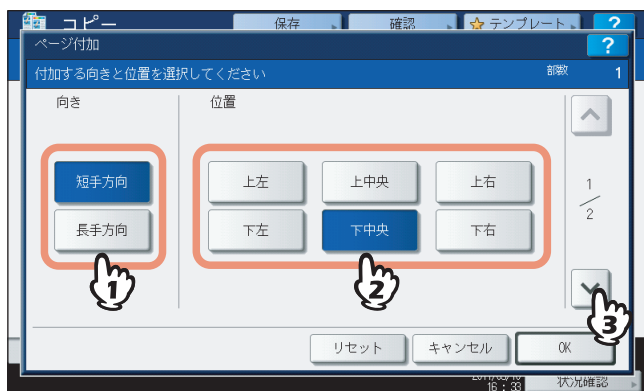 コピー 保存 確認 テンプレート ?
ページ付加 ?
付加する向きと位置を選択してください 部数 1
向き 位置
短手方向 上左 上中央 上右 1
長手方向 下左 下中央 下右 2
1 2 3
リセット キャンセル OK
16:33 状況確認